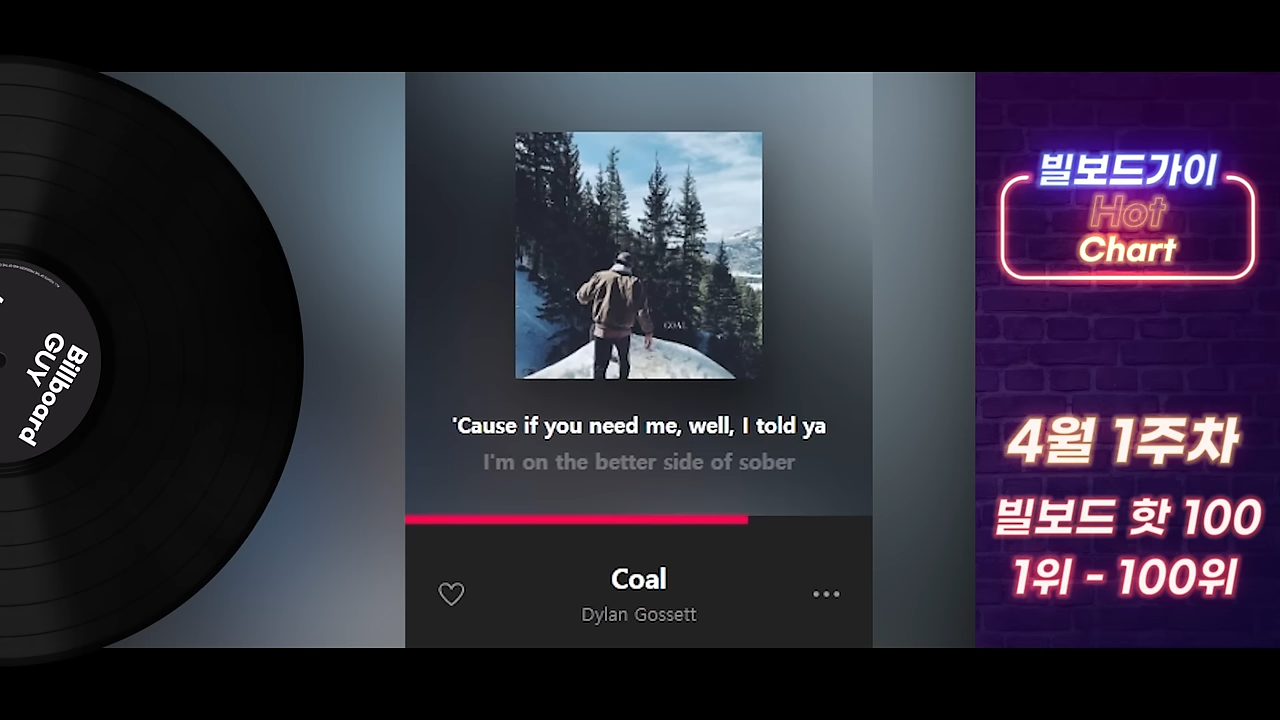 Billboard
GUY
COAL
'Cause if you need me, well, I told ya
I'm on the better side of sober
Coal
Dylan Gossett
빌보드가이
Hot
Chart
4월 1주차
빌보드 핫 100
1위 - 100위